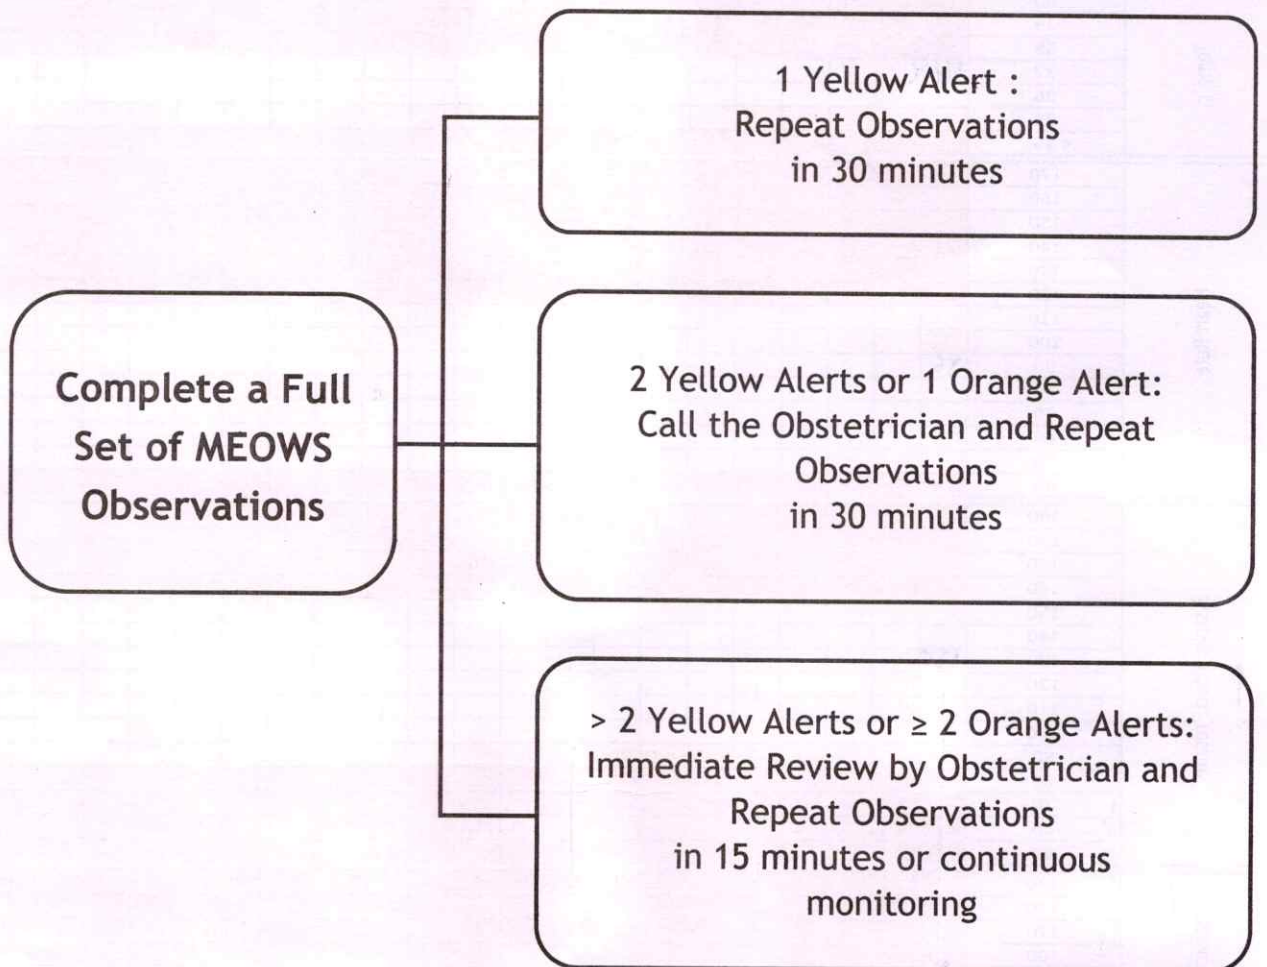 1 Yellow Alert :
Repeat Observations
in 30 minutes
Complete a Full
Set of MEOWS
Observations
2 Yellow Alerts or 1 Orange Alert:
Call the Obstetrician and Repeat
Observations
in 30 minutes
> 2 Yellow Alerts or ≥ 2 Orange Alerts:
Immediate Review by Obstetrician and
Repeat Observations
in 15 minutes or continuous
monitoring